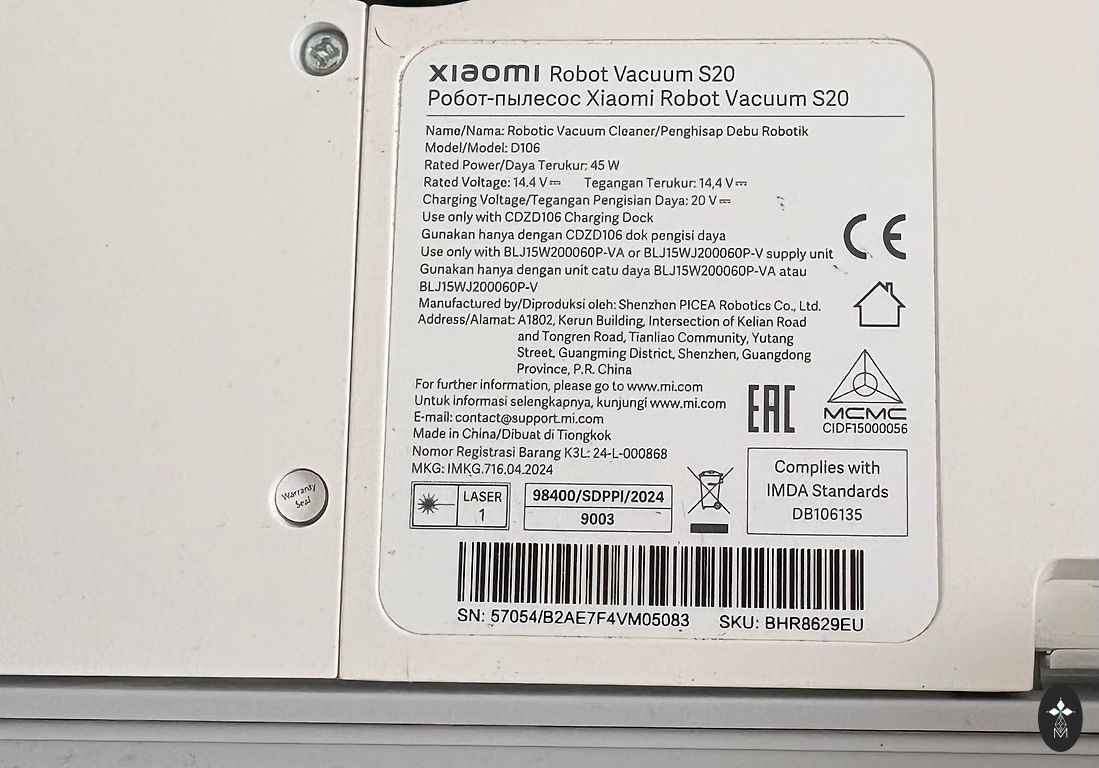 xiaomi Robot Vacuum S20
Робот-пылесос Xiaomi Robot Vacuum S20
Name/Nama: Robotic Vacuum Cleaner/Penghisap Debu Robotik
Model/Model: D106
Rated Power/Daya Terukur: 45 W
Rated Voltage: 14.4 V⎓ Tegangan Terukur: 14,4 V⎓
Charging Voltage/Tegangan Pengisian Daya: 20 V⎓
Use only with CDZD106 Charging Dock
Gunakan hanya dengan CDZD106 dok pengisi daya
Use only with BLJ15W200060P-VA or BLJ15WJ200060P-V supply unit
Gunakan hanya dengan unit catu daya BLJ15W200060P-VA atau
BLJ15WJ200060P-V
Manufactured by/Diproduksi oleh: Shenzhen PICEA Robotics Co., Ltd.
Address/Alamat: A1802, Kerun Building, Intersection of Kelian Road
and Tongren Road, Tianliao Community, Yutang
Street, Guangming District, Shenzhen, Guangdong
Province, P.R. China
For further information, please go to www.mi.com
Untuk informasi selengkapnya, kunjungi www.mi.com
E-mail: contact@support.mi.com
Made in China/Dibuat di Tiongkok
Nomor Registrasi Barang K3L: 24-L-000868
MKG: IMKG.716.04.2024
CE
EAC
MCMC
CIDF15000056
LASER
1
98400/SDPPI/2024
9003
Complies with
IMDA Standards
DB106135
SN: 57054/B2AE7F4VM05083 SKU: BHR8629EU
Warranty
Seal
M